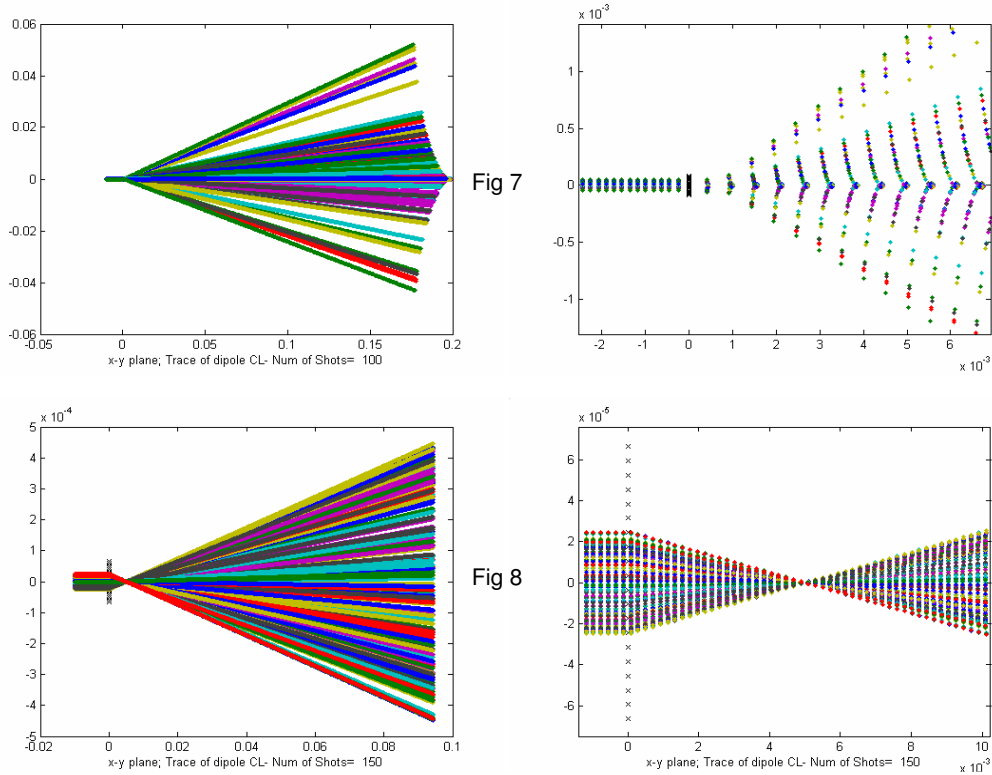 0.06
0.04
0.02
0
-0.02
-0.04
-0.06
-0.05 0 0.05 0.1 0.15 0.2
x-y plane; Trace of dipole CL- Num of Shots= 100
Fig 7
x 10-3
1
0.5
0
-0.5
-1
-2 -1 0 1 2 3 4 5 6
x 10-3
x 10-4
5
4
3
2
1
0
-1
-2
-3
-4
-5
-0.02 0 0.02 0.04 0.06 0.08 0.1
x-y plane; Trace of dipole CL- Num of Shots= 150
Fig 8
x 10-5
6
4
2
0
-2
-4
-6
0 2 4 6 8 10
x-y plane; Trace of dipole CL- Num of Shots= 150
x 10-3